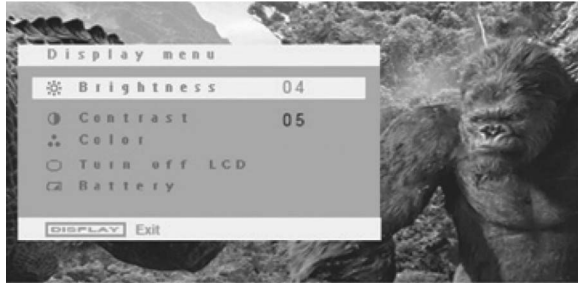 Display menu
Brightness 04
Contrast 05
Color
Turn off LCD
Battery
DISPLAY Exit